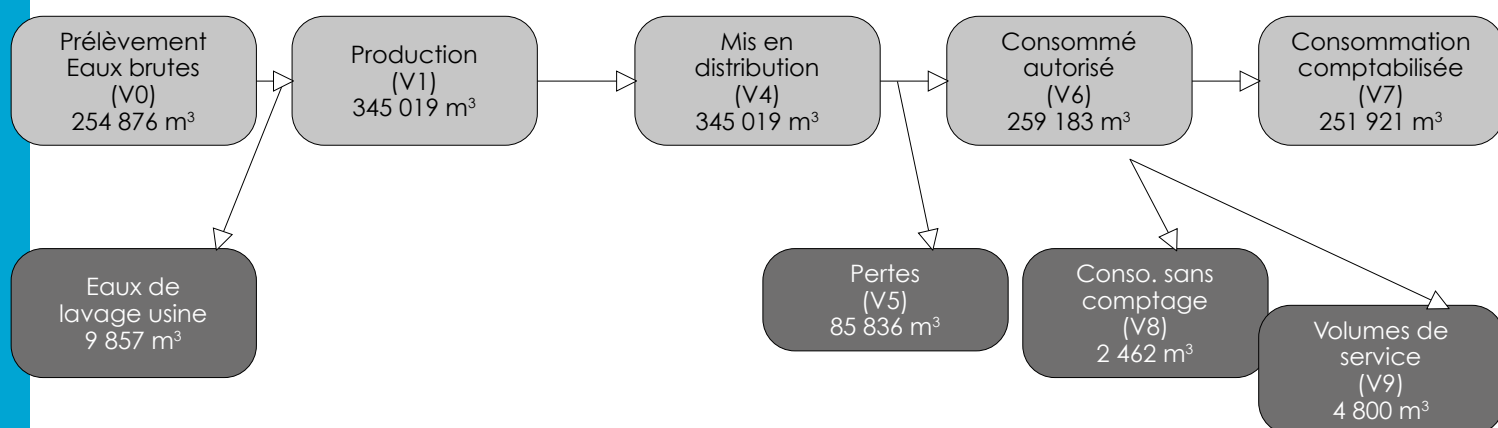 Prélèvement
Eaux brutes
(V0)
254 876 m³
Production
(V1)
345 019 m³
Mis en
distribution
(V4)
345 019 m³
Consommé
autorisé
(V6)
259 183 m³
Consommation
comptabilisée
(V7)
251 921 m³
Eaux de
lavage usine
9 857 m³
Pertes
(V5)
85 836 m³
Conso. sans
comptage
(V8)
2 462 m³
Volumes de
service
(V9)
4 800 m³